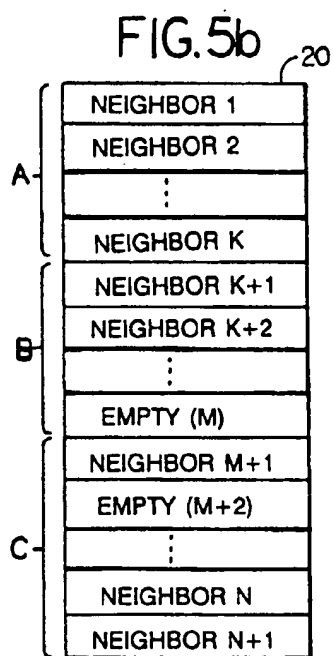 FIG. 5b
20
NEIGHBOR 1
NEIGHBOR 2
A
NEIGHBOR K
NEIGHBOR K+1
NEIGHBOR K+2
B
EMPTY (M)
NEIGHBOR M+1
EMPTY (M+2)
C
NEIGHBOR N
NEIGHBOR N+1